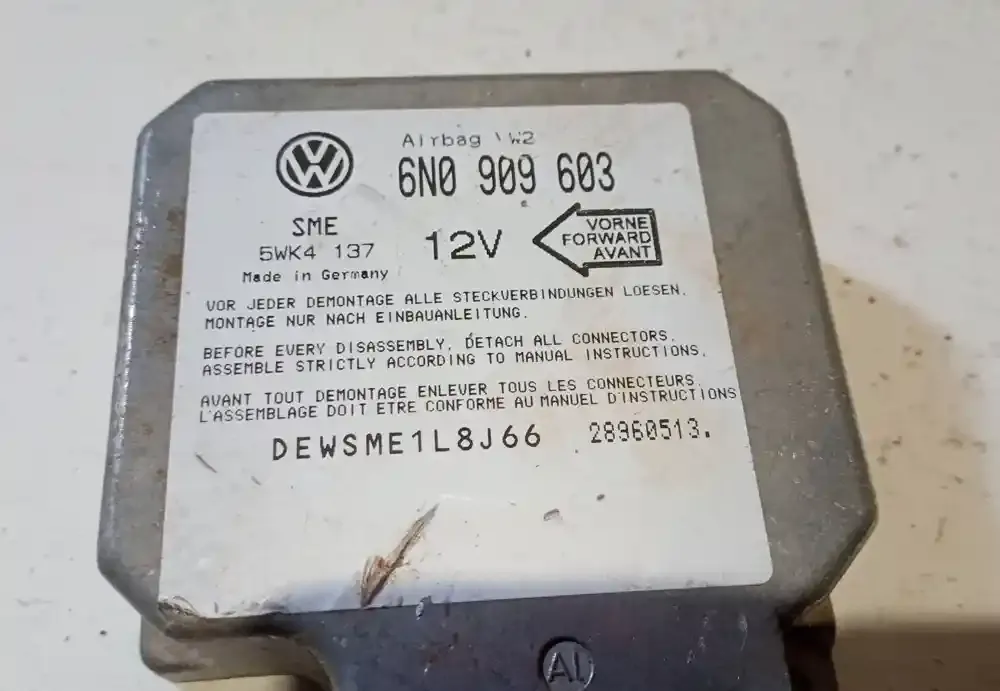 Airbag VW2
6N0 909 603
SME
5WK4 137
12V
VORNE
FORWARD
AVANT
Made in Germany
VOR JEDER DEMONTAGE ALLE STECKVERBINDUNGEN LOESEN.
MONTAGE NUR NACH EINBAUANLEITUNG.
BEFORE EVERY DISASSEMBLY, DETACH ALL CONNECTORS.
ASSEMBLE STRICTLY ACCORDING TO MANUAL INSTRUCTIONS.
AVANT TOUT DEMONTAGE ENLEVER TOUS LES CONNECTEURS.
L'ASSEMBLAGE DOIT ETRE CONFORME AU MANUEL D'INSTRUCTIONS
DEWSME1L8J66
28960513.
AL